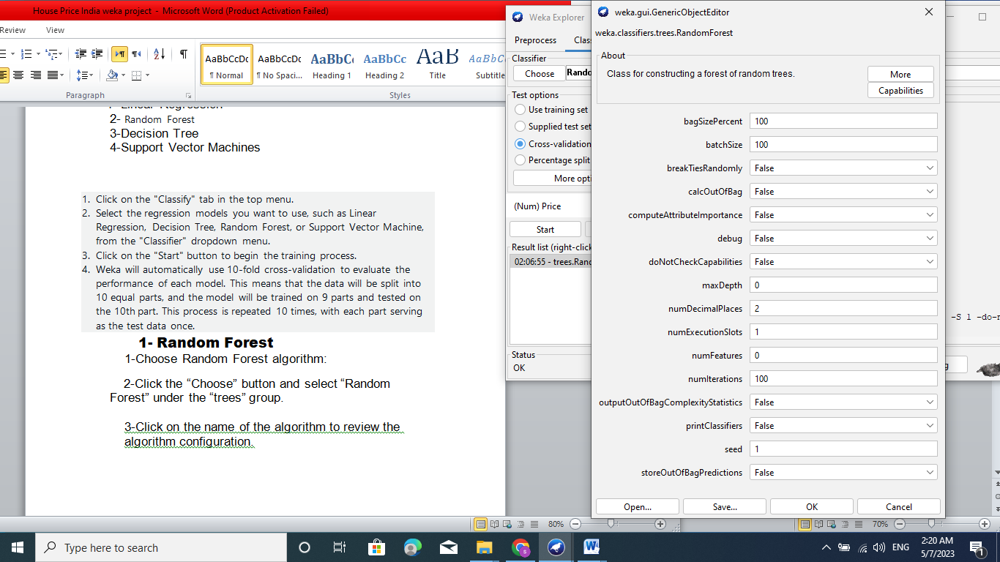 House Price India weka project - Microsoft Word (Product Activation Failed)
Review View
AaBbCcDc AaBbCcDc AaBbC AaBbCc AaB AaBbCc
¶ Normal ¶ No Spaci... Heading 1 Heading 2 Title Subtitle
Paragraph Styles
1-Linear Regression
2- Random Forest
3-Decision Tree
4-Support Vector Machines
1. Click on the "Classify" tab in the top menu.
2. Select the regression models you want to use, such as Linear
Regression, Decision Tree, Random Forest, or Support Vector Machine,
from the "Classifier" dropdown menu.
3. Click on the "Start" button to begin the training process.
4. Weka will automatically use 10-fold cross-validation to evaluate the
performance of each model. This means that the data will be split into
10 equal parts, and the model will be trained on 9 parts and tested on
the 10th part. This process is repeated 10 times, with each part serving
as the test data once.
1- Random Forest
1-Choose Random Forest algorithm:
2-Click the “Choose” button and select “Random
Forest” under the “trees” group.
3-Click on the name of the algorithm to review the
algorithm configuration.
80%
Weka Explorer
Preprocess Clas
Classifier
Choose Rando
Test options
Use training set
Supplied test set
Cross-validation
Percentage split
More opti
(Num) Price
Start
Result list (right-click
02:06:55 - trees.Rand
Status
OK
-S 1 -do-n
g
70%
weka.gui.GenericObjectEditor
weka.classifiers.trees.RandomForest
About
Class for constructing a forest of random trees.
More
Capabilities
bagSizePercent 100
batchSize 100
breakTiesRandomly False
calcOutOfBag False
computeAttributeImportance False
debug False
doNotCheckCapabilities False
maxDepth 0
numDecimalPlaces 2
numExecutionSlots 1
numFeatures 0
numIterations 100
outputOutOfBagComplexityStatistics False
printClassifiers False
seed 1
storeOutOfBagPredictions False
Open... Save... OK Cancel
Type here to search
ENG
2:20 AM
5/7/2023
1